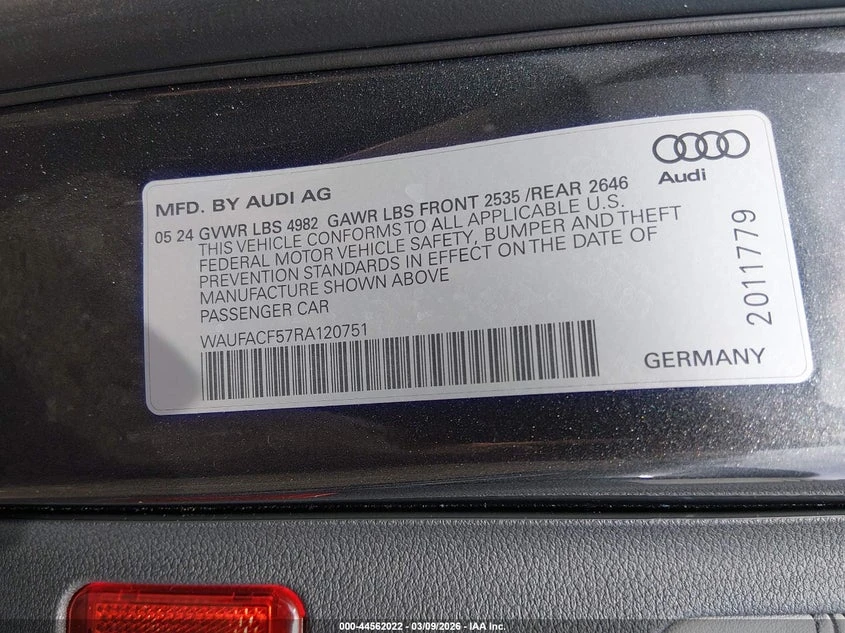 Audi
MFD. BY AUDI AG
05 24 GVWR LBS 4982 GAWR LBS FRONT 2535 /REAR 2646
THIS VEHICLE CONFORMS TO ALL APPLICABLE U.S.
FEDERAL MOTOR VEHICLE SAFETY, BUMPER AND THEFT
PREVENTION STANDARDS IN EFFECT ON THE DATE OF
MANUFACTURE SHOWN ABOVE
PASSENGER CAR
WAUFACF57RA120751
2011779
GERMANY
000-44562022 - 03/09/2026 - IAA Inc.